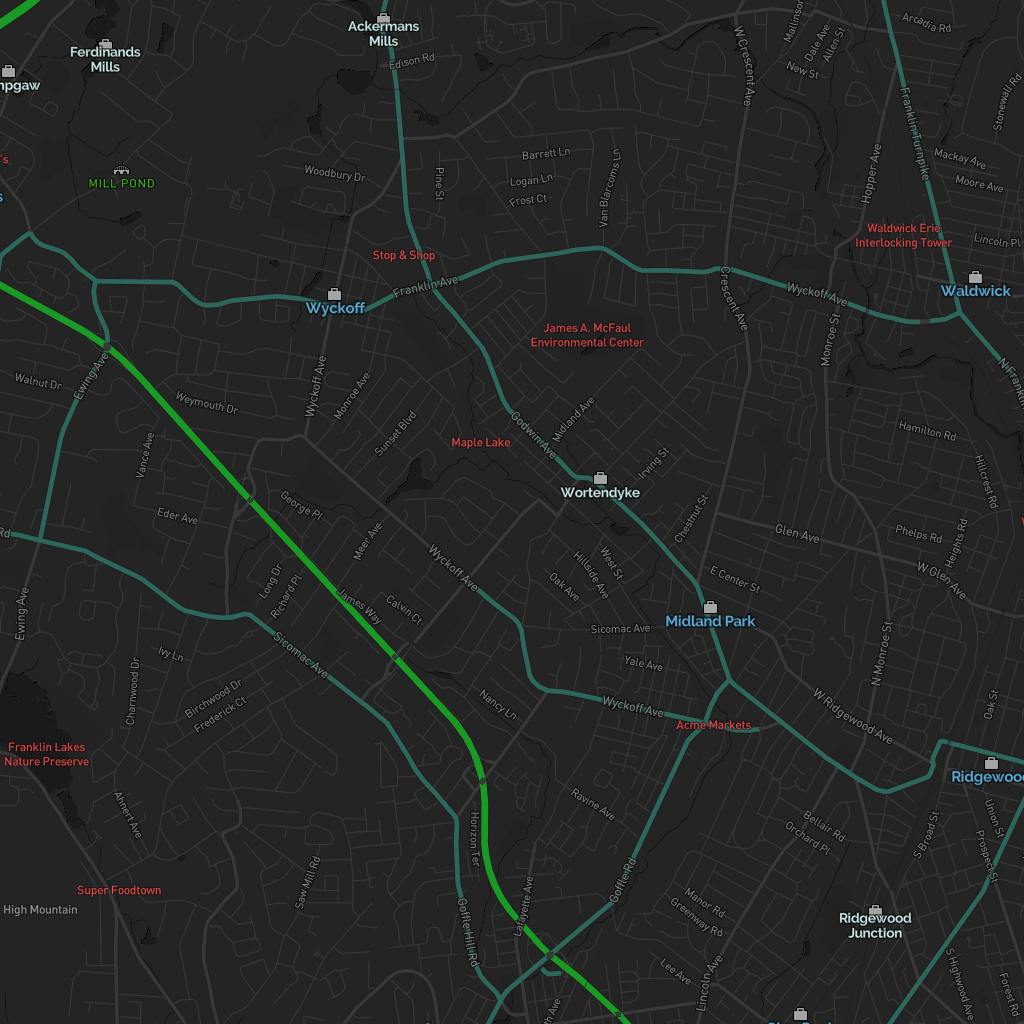 Ackermans
Mills
Edison Rd
W Crescent Ave
Dale Ave
Allen St
New St
Arcadia Rd
Ferdinands
Mills
Stonewall Rd
Franklin Turnpike
Hopper Ave
Mackay Ave
Moore Ave
Lincoln Pl
MILL POND
Woodbury Dr
Pine St
Barrett Ln
Logan Ln
Frost Ct
Van Blarcoms Ln
Waldwick Erie
Interlocking Tower
Stop & Shop
Franklin Ave
Wyckoff
Crescent Ave
Wyckoff Ave
Waldwick
James A. McFaul
Environmental Center
Monroe St
Ewing Ave
Walnut Dr
Weymouth Dr
Wyckoff Ave
Monroe Ave
Sunset Blvd
Vance Ave
Maple Lake
Godwin Ave
Midland Ave
Irving St
Hamilton Rd
Hillcrest Rd
Wortendyke
George Pl
Eder Ave
Meer Ave
Chestnut St
Glen Ave
Phelps Rd
Heights Rd
W Glen Ave
Wyckoff Ave
Long Dr
Richard Pl
James Way
Calvin Ct
Hillside Ave
West St
Oak Ave
E Center St
Ewing Ave
Sicomac Ave
Midland Park
Sicomac Ave
Yale Ave
N Monroe St
Ivy Ln
Charnwood Dr
Birchwood Dr
Frederick Ct
Nancy Ln
Wyckoff Ave
Acme Markets
W Ridgewood Ave
Oak St
Franklin Lakes
Nature Preserve
Ahnert Ave
Horizon Ter
Ravine Ave
Bellair Rd
Orchard Pl
S Broad St
Union St
Prospect St
Super Foodtown
High Mountain
Saw Mill Rd
Goffle Hill Rd
Lafayette Ave
Goffle Rd
Manor Rd
Greenway Rd
Lee Ave
Lincoln Ave
Ridgewood
Junction
S Highwood Ave